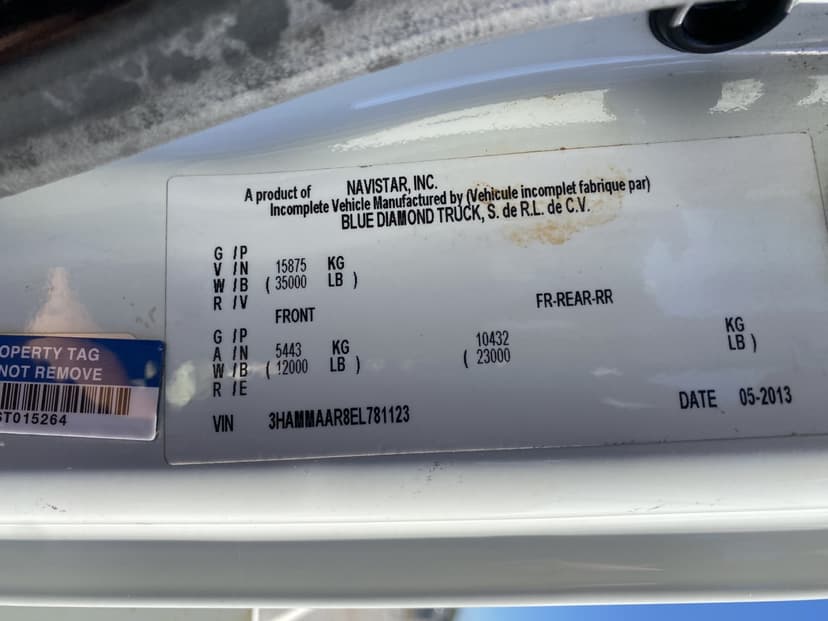 A product of NAVISTAR, INC.
Incomplete Vehicle Manufactured by (Vehicule incomplet fabrique par)
BLUE DIAMOND TRUCK, S. de R.L. de C.V.
G /P
V /N 15875 KG
W /B ( 35000 LB )
R /V
FRONT FR-REAR-RR
G /P
A /N 5443 KG 10432 KG
W /B ( 12000 LB ) ( 23000 LB )
R /E
VIN 3HAMMAAR8EL781123 DATE 05-2013
OPERTY TAG
NOT REMOVE
ST015264